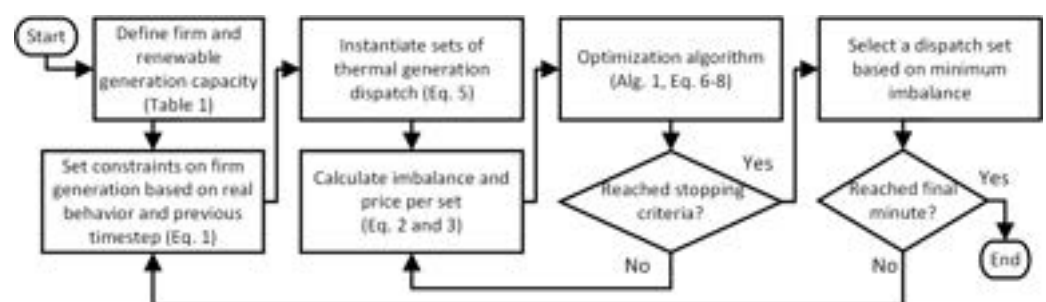 Start
Define firm and
renewable
generation capacity
(Table 1)
Set constraints on firm
generation based on real
behavior and previous
timestep (Eq. 1)
Instantiate sets of
thermal generation
dispatch (Eq. 5)
Calculate imbalance and
price per set
(Eq. 2 and 3)
Optimization algorithm
(Alg. 1, Eq. 6-8)
Reached stopping
criteria?
Yes
No
Select a dispatch set
based on minimum
imbalance
Reached final
minute?
Yes
No
End